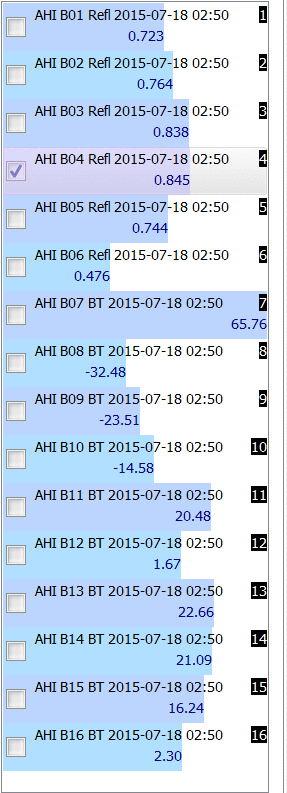 AHI B01 Refl 2015-07-18 02:50 1
0.723
AHI B02 Refl 2015-07-18 02:50 2
0.764
AHI B03 Refl 2015-07-18 02:50 3
0.838
AHI B04 Refl 2015-07-18 02:50 4
0.845
AHI B05 Refl 2015-07-18 02:50 5
0.744
AHI B06 Refl 2015-07-18 02:50 6
0.476
AHI B07 BT 2015-07-18 02:50 7
65.76
AHI B08 BT 2015-07-18 02:50 8
-32.48
AHI B09 BT 2015-07-18 02:50 9
-23.51
AHI B10 BT 2015-07-18 02:50 10
-14.58
AHI B11 BT 2015-07-18 02:50 11
20.48
AHI B12 BT 2015-07-18 02:50 12
1.67
AHI B13 BT 2015-07-18 02:50 13
22.66
AHI B14 BT 2015-07-18 02:50 14
21.09
AHI B15 BT 2015-07-18 02:50 15
16.24
AHI B16 BT 2015-07-18 02:50 16
2.30